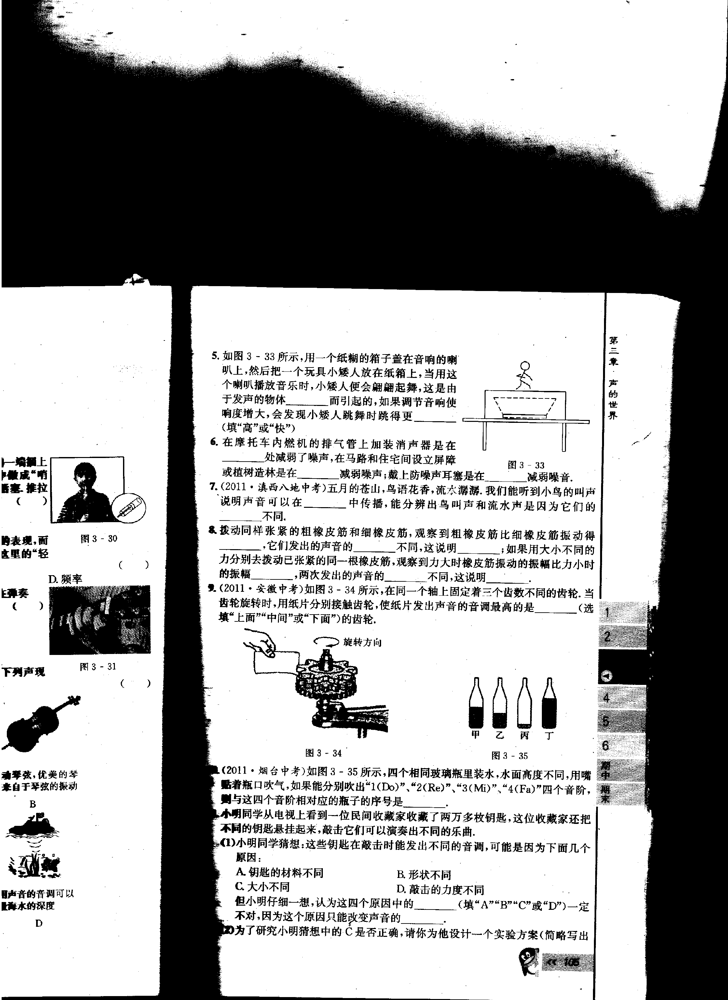 一端插上
做成“哨
活塞.推拉
(　　)
图3-30
的表现,而
这里的“轻
(　　)
D.频率
弹奏
(　　)
图3-31
下列声现
(　　)
动琴弦,优美的琴
来自于琴弦的振动
B
声音的音调可以
海水的深度
D
第三章 声的世界
5.如图3-33所示,用一个纸糊的箱子盖在音响的喇
叭上,然后把一个玩具小矮人放在纸箱上,当用这
个喇叭播放音乐时,小矮人便会翩翩起舞,这是由
于发声的物体________而引起的,如果调节音响使
响度增大,会发现小矮人跳舞时跳得更________
(填“高”或“快”)
6.在摩托车内燃机的排气管上加装消声器是在
________处减弱了噪声,在马路和住宅间设立屏障
图3-33
或植树造林是在________减弱噪声;戴上防噪声耳塞是在________减弱噪音.
7.(2011·滇西八地中考)五月的苍山,鸟语花香,流水潺潺.我们能听到小鸟的叫声
说明声音可以在________中传播,能分辨出鸟叫声和流水声是因为它们的
________不同.
8.拨动同样张紧的粗橡皮筋和细橡皮筋,观察到粗橡皮筋比细橡皮筋振动得
________,它们发出的声音的________不同,这说明________;如果用大小不同的
力分别去拨动已张紧的同一根橡皮筋,观察到力大时橡皮筋振动的振幅比力小时
的振幅________,两次发出的声音的________不同,这说明________.
9.(2011·安徽中考)如图3-34所示,在同一个轴上固定着三个齿数不同的齿轮.当
齿轮旋转时,用纸片分别接触齿轮,使纸片发出声音的音调最高的是________(选
填“上面”“中间”或“下面”)的齿轮.
旋转方向
甲 乙 丙 丁
图3-34
图3-35
(2011·烟台中考)如图3-35所示,四个相同玻璃瓶里装水,水面高度不同,用嘴
贴着瓶口吹气,如果能分别吹出“1(Do)”、“2(Re)”、“3(Mi)”、“4(Fa)”四个音阶,
则与这四个音阶相对应的瓶子的序号是________.
小明同学从电视上看到一位民间收藏家收藏了两万多枚钥匙,这位收藏家还把
不同的钥匙悬挂起来,敲击它们可以演奏出不同的乐曲.
(1)小明同学猜想:这些钥匙在敲击时能发出不同的音调,可能是因为下面几个
原因:
A.钥匙的材料不同　B.形状不同
C.大小不同　D.敲击的力度不同
但小明仔细一想,认为这四个原因中的________(填“A”“B”“C”或“D”)一定
不对,因为这个原因只能改变声音的________.
(2)为了研究小明猜想中的C是否正确,请你为他设计一个实验方案(简略写出
1
2
4
5
6
期中
期末
<< 105